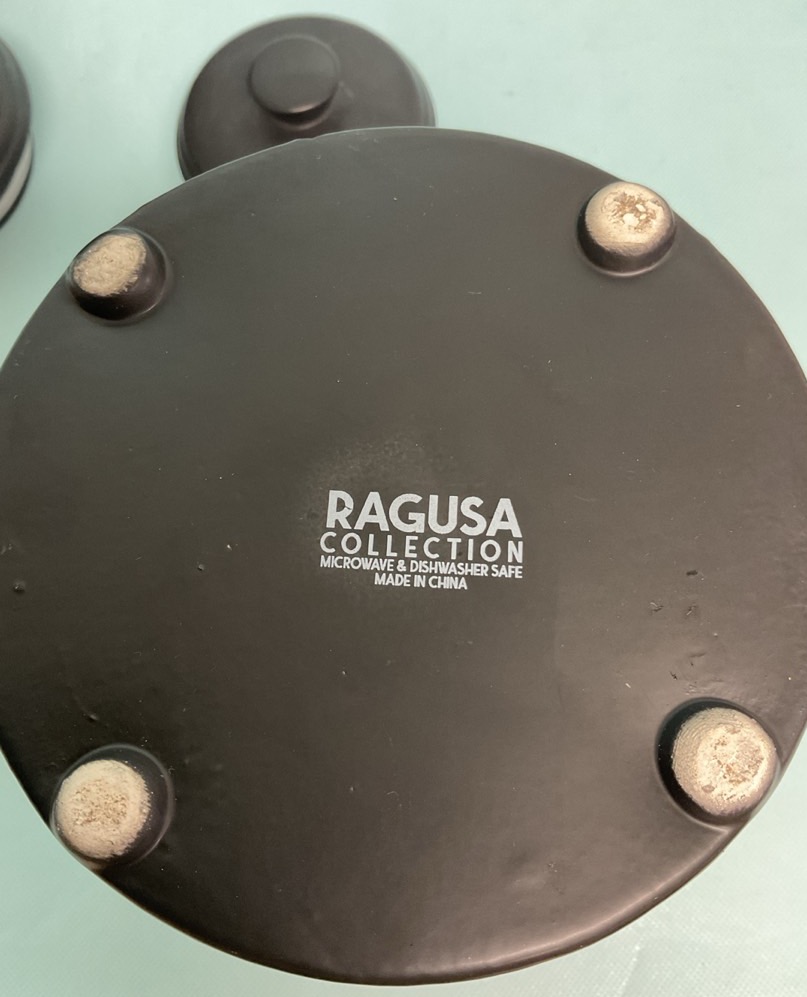 RAGUSA
COLLECTION
MICROWAVE & DISHWASHER SAFE
MADE IN CHINA